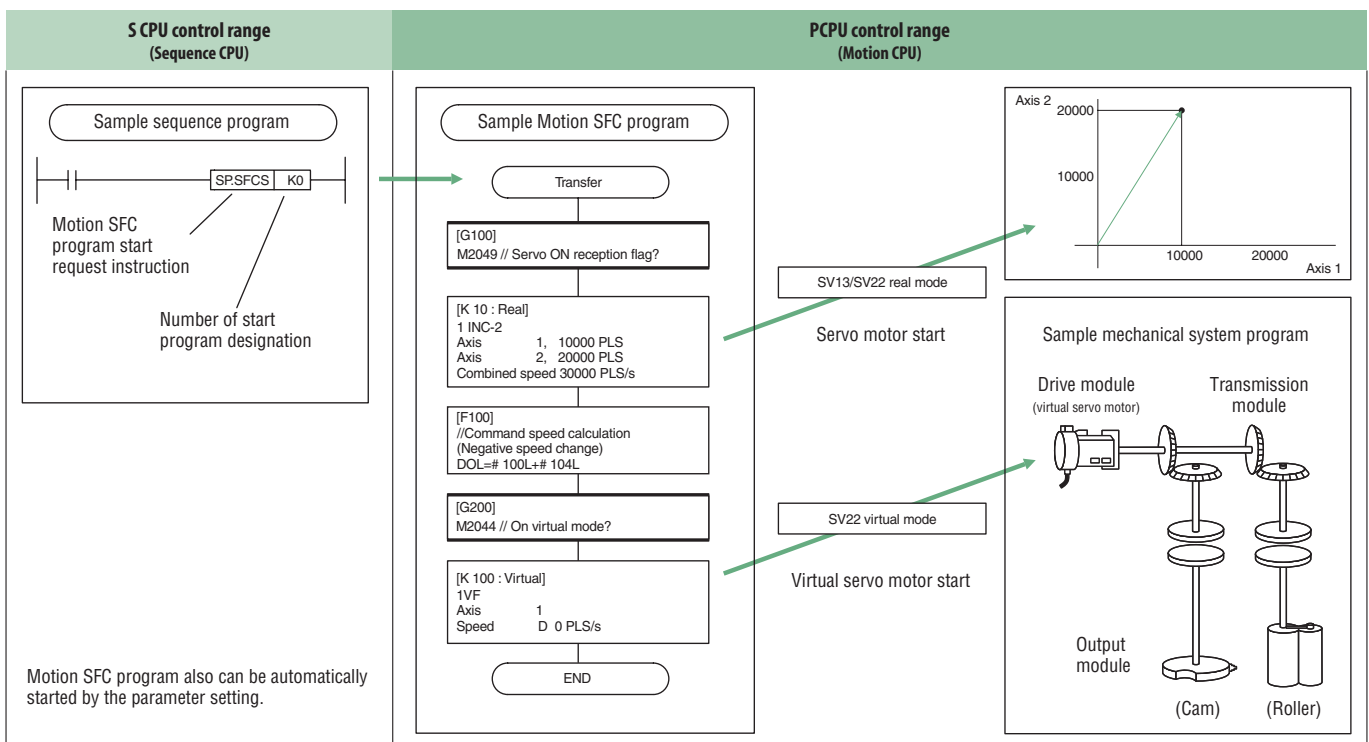 S CPU control range
(Sequence CPU)
PCPU control range
(Motion CPU)
Sample sequence program
SP.SFCS K0
Motion SFC
program start
request instruction
Number of start
program designation
Motion SFC program also can be automatically
started by the parameter setting.
Sample Motion SFC program
Transfer
[G100]
M2049 // Servo ON reception flag?
[K 10 : Real]
1 INC-2
Axis 1, 10000 PLS
Axis 2, 20000 PLS
Combined speed 30000 PLS/s
[F100]
//Command speed calculation
(Negative speed change)
DOL=# 100L+# 104L
[G200]
M2044 // On virtual mode?
[K 100 : Virtual]
1VF
Axis 1
Speed D 0 PLS/s
END
SV13/SV22 real mode
Servo motor start
SV22 virtual mode
Virtual servo motor start
Axis 2
20000
10000
10000 20000
Axis 1
Sample mechanical system program
Drive module
(virtual servo motor)
Transmission
module
Output
module
(Cam) (Roller)